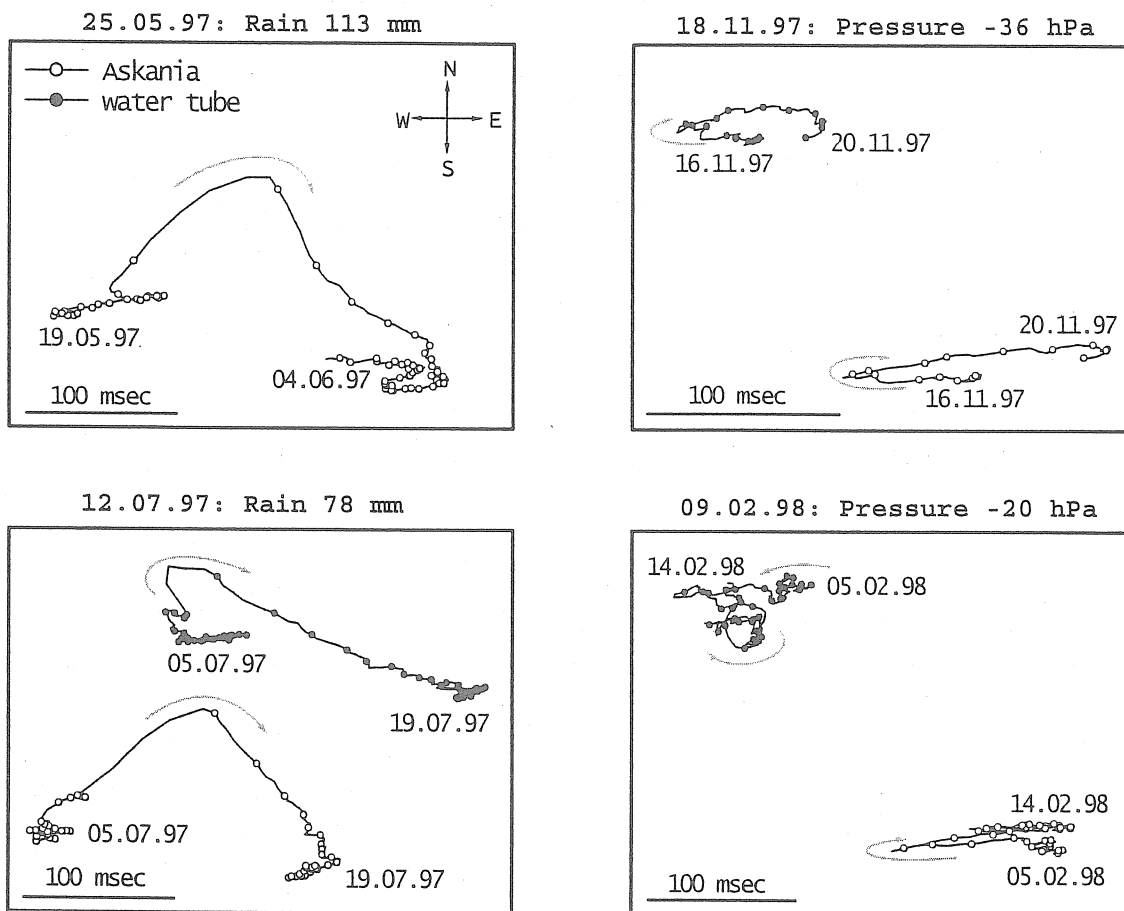 25.05.97: Rain 113 mm
Askania
water tube
N
W E
S
19.05.97
04.06.97
100 msec
18.11.97: Pressure -36 hPa
16.11.97
20.11.97
20.11.97
16.11.97
100 msec
12.07.97: Rain 78 mm
05.07.97
19.07.97
05.07.97
19.07.97
100 msec
09.02.98: Pressure -20 hPa
14.02.98
05.02.98
14.02.98
05.02.98
100 msec